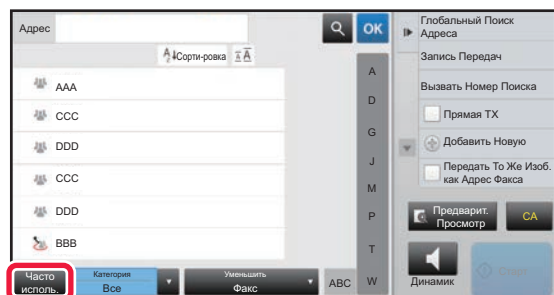 Адрес
OK
Сорти-ровка
AAA
CCC
DDD
CCC
DDD
BBB
A
D
G
J
M
P
T
W
Часто
исполь.
Категория
Все
Уменьшить
Факс
ABC
Глобальный Поиск
Адреса
Запись Передач
Вызвать Номер Поиска
Прямая TX
Добавить Новую
Передать То Же Изоб.
как Адрес Факса
Предварит.
Просмотр
CA
Динамик
Старт